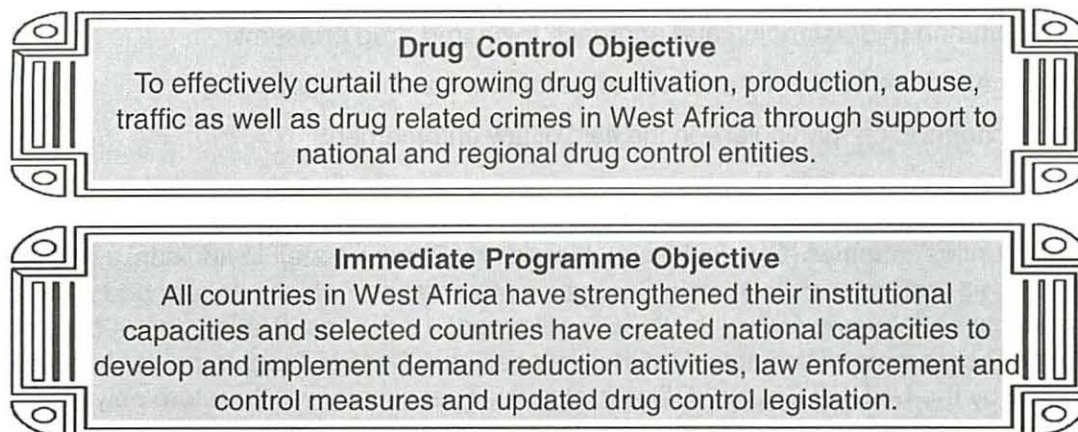 Drug Control Objective
To effectively curtail the growing drug cultivation, production, abuse,
traffic as well as drug related crimes in West Africa through support to
national and regional drug control entities.
Immediate Programme Objective
All countries in West Africa have strengthened their institutional
capacities and selected countries have created national capacities to
develop and implement demand reduction activities, law enforcement and
control measures and updated drug control legislation.